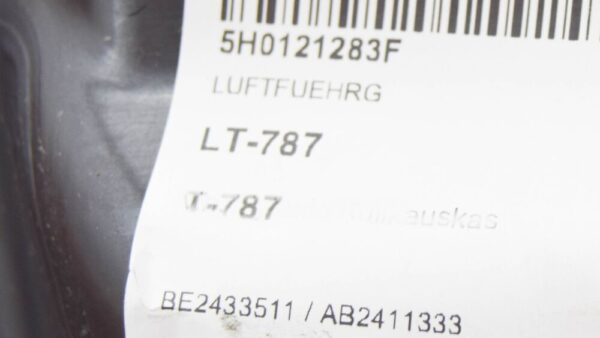 5H0121283F
LUFTFUEHRG
LT-787
T-787
BE2433511 / AB2411333